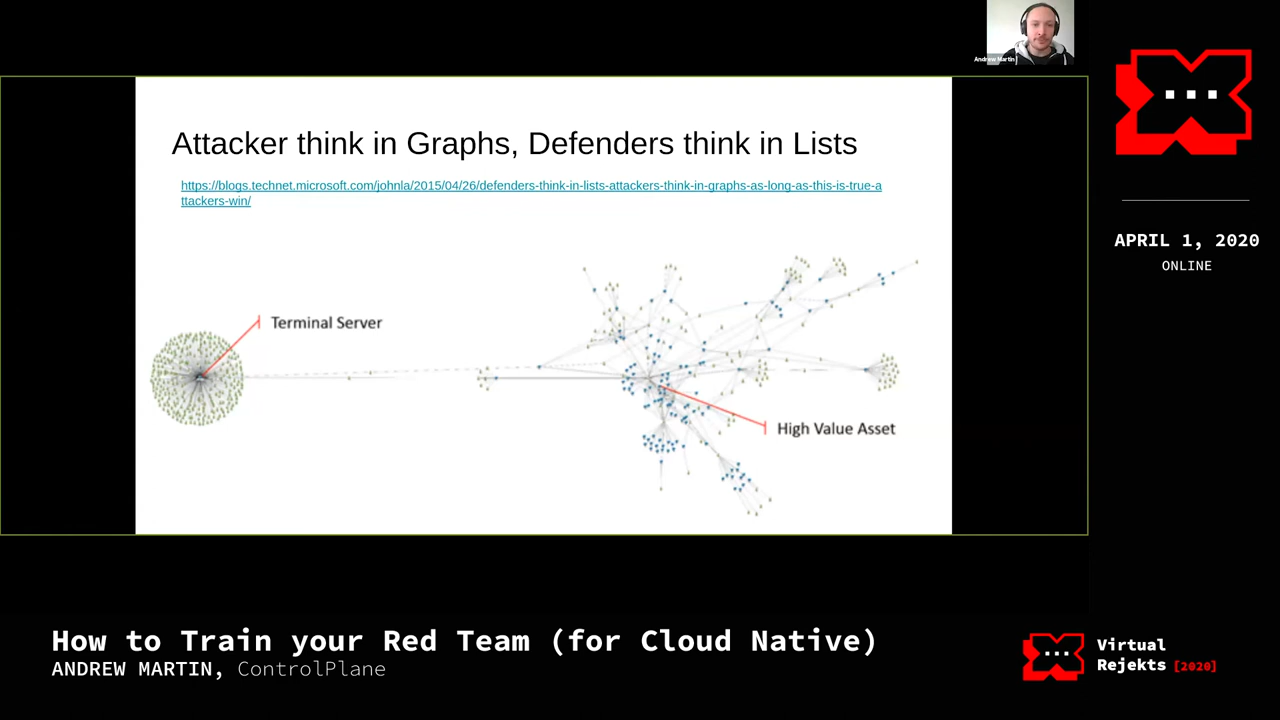 Andrew Martin
Attacker think in Graphs, Defenders think in Lists
https://blogs.technet.microsoft.com/johnla/2015/04/26/defenders-think-in-lists-attackers-think-in-graphs-as-long-as-this-is-true-a
ttackers-win/
Terminal Server
High Value Asset
APRIL 1, 2020
ONLINE
How to Train your Red Team (for Cloud Native)
ANDREW MARTIN, ControlPlane
Virtual
Rejekts [2020]